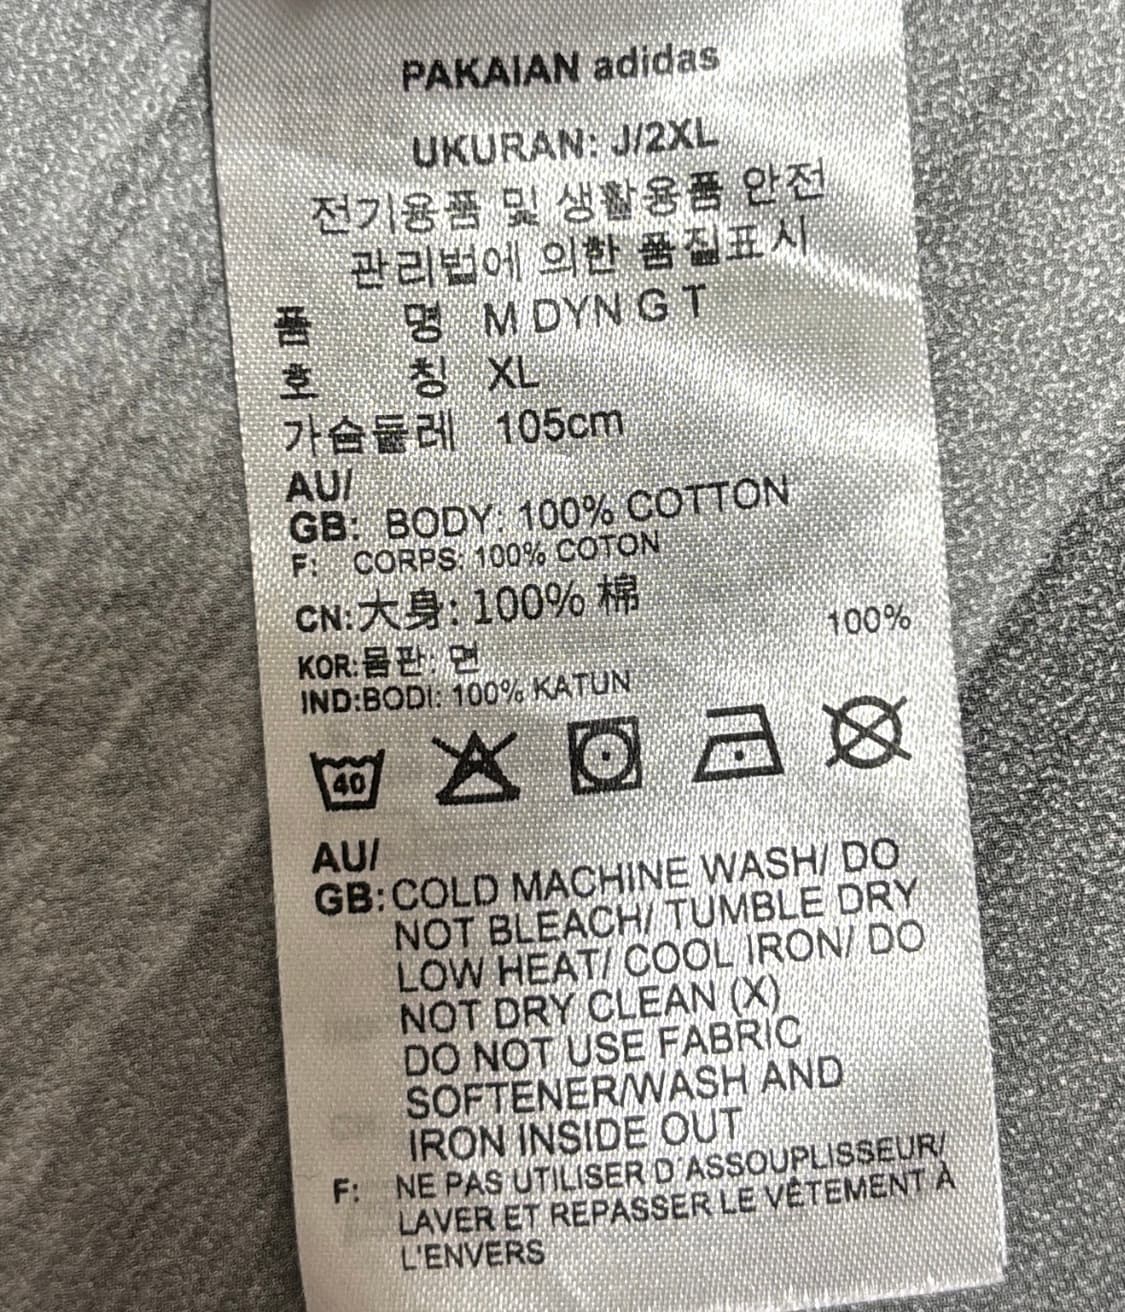 PAKAIAN adidas
UKURAN: J/2XL
전기용품 및 생활용품 안전
관리법에 의한 품질표시
품 명 M DYN G T
호 칭 XL
가슴둘레 105cm
AU/
GB: BODY: 100% COTTON
F: CORPS: 100% COTON
CN:大身: 100% 棉
100%
KOR:몸판: 면
IND:BODI: 100% KATUN
40
AU/
GB:COLD MACHINE WASH/ DO
NOT BLEACH/ TUMBLE DRY
LOW HEAT/ COOL IRON/ DO
NOT DRY CLEAN (X)
DO NOT USE FABRIC
SOFTENER/WASH AND
IRON INSIDE OUT
F: NE PAS UTILISER D'ASSOUPLISSEUR/
LAVER ET REPASSER LE VÊTEMENT À
L'ENVERS